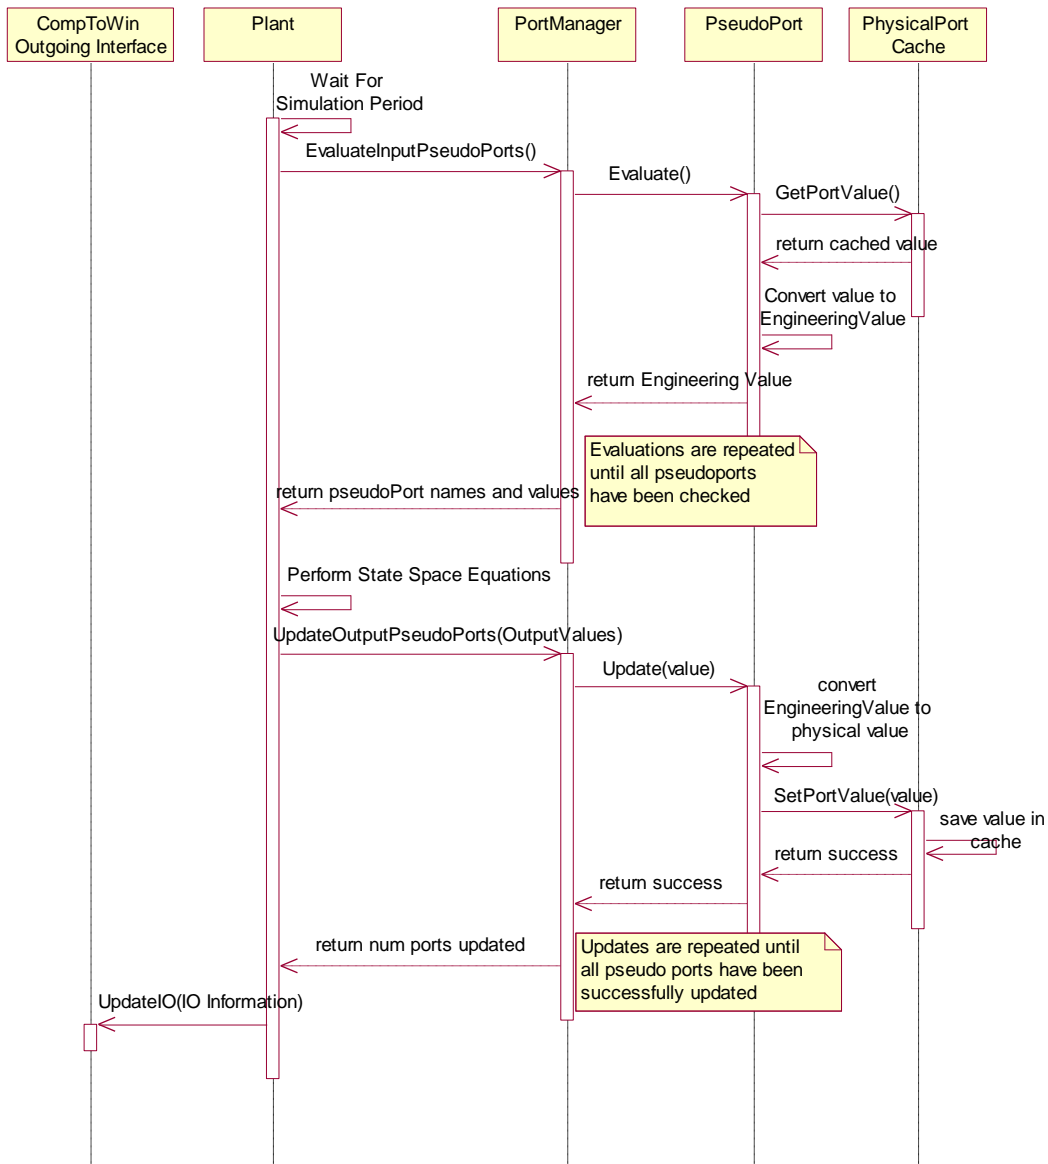 CompToWin
Outgoing Interface
Plant
PortManager
PseudoPort
PhysicalPort
Cache
Wait For
Simulation Period
EvaluateInputPseudoPorts()
Evaluate()
GetPortValue()
return cached value
Convert value to
EngineeringValue
return Engineering Value
Evaluations are repeated
until all pseudoports
have been checked
return pseudoPort names and values
Perform State Space Equations
UpdateOutputPseudoPorts(OutputValues)
Update(value)
convert
EngineeringValue to
physical value
SetPortValue(value)
save value in
cache
return success
return success
return num ports updated
Updates are repeated until
all pseudo ports have been
successfully updated
UpdateIO(IO Information)